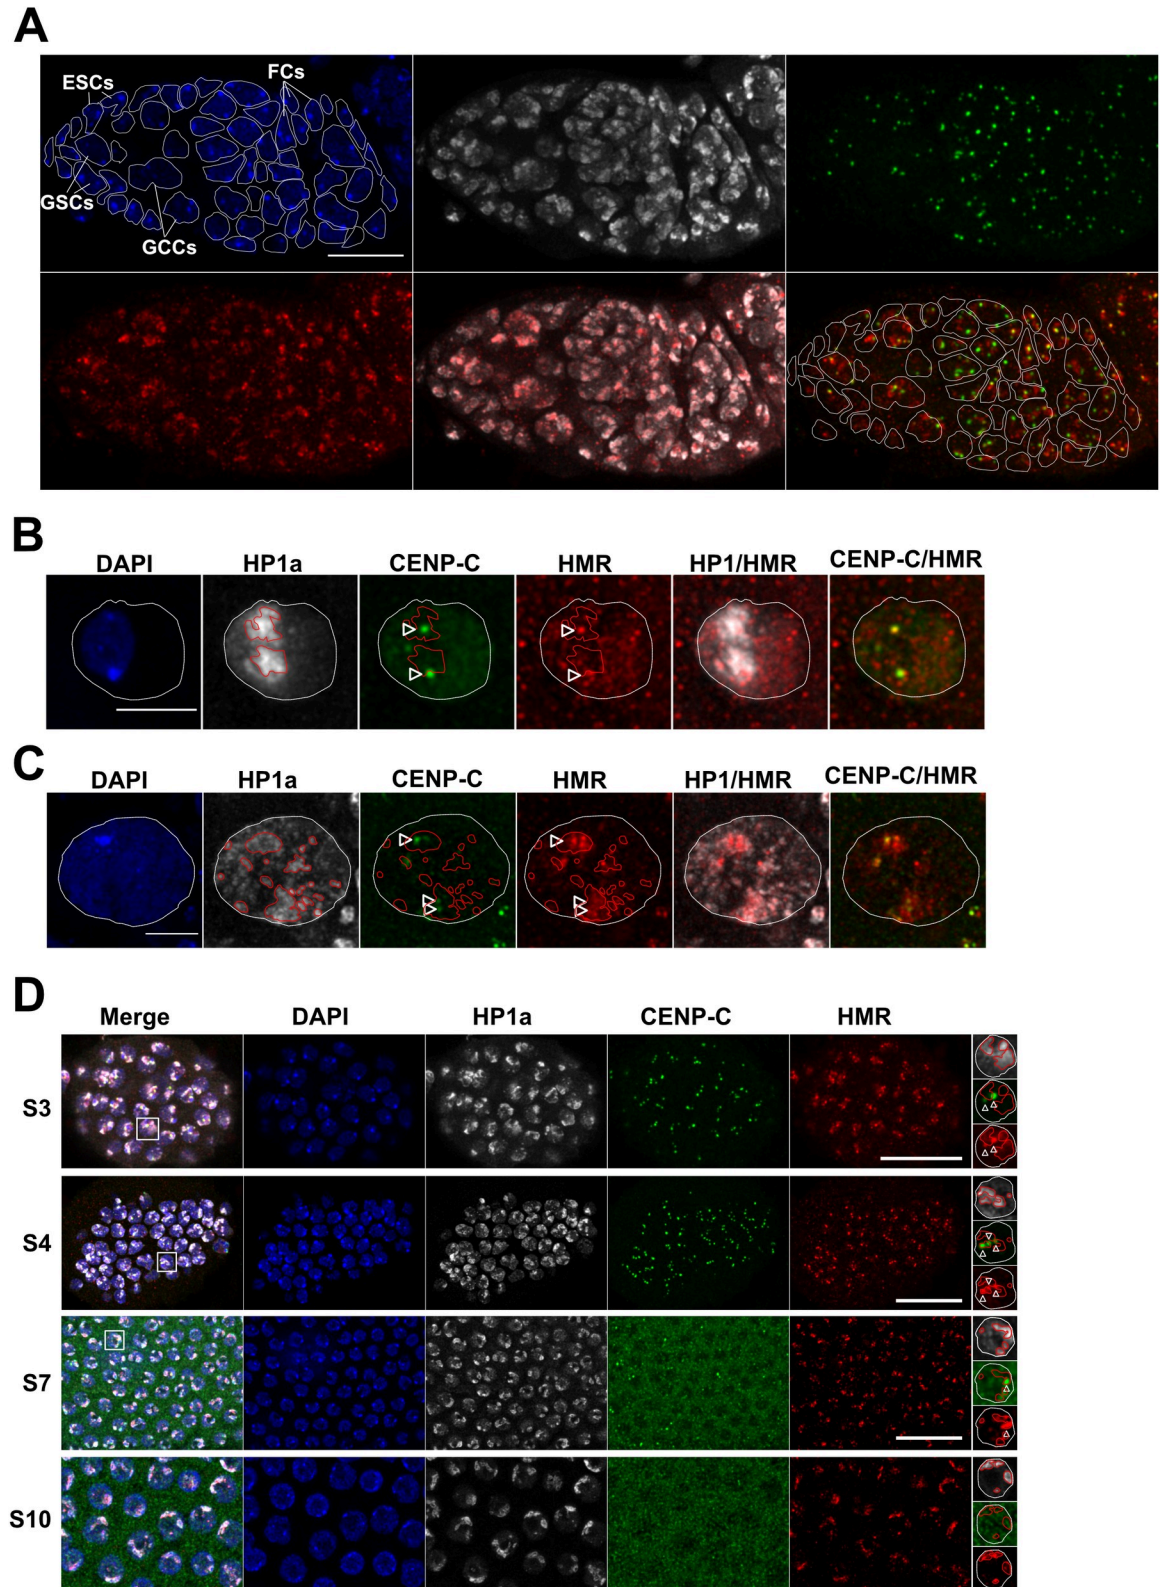 A
ESCs
FCs
GSCs
GCCs
B
DAPI HP1a CENP-C HMR HP1/HMR CENP-C/HMR
C
DAPI HP1a CENP-C HMR HP1/HMR CENP-C/HMR
D
Merge DAPI HP1a CENP-C HMR
S3
S4
S7
S10